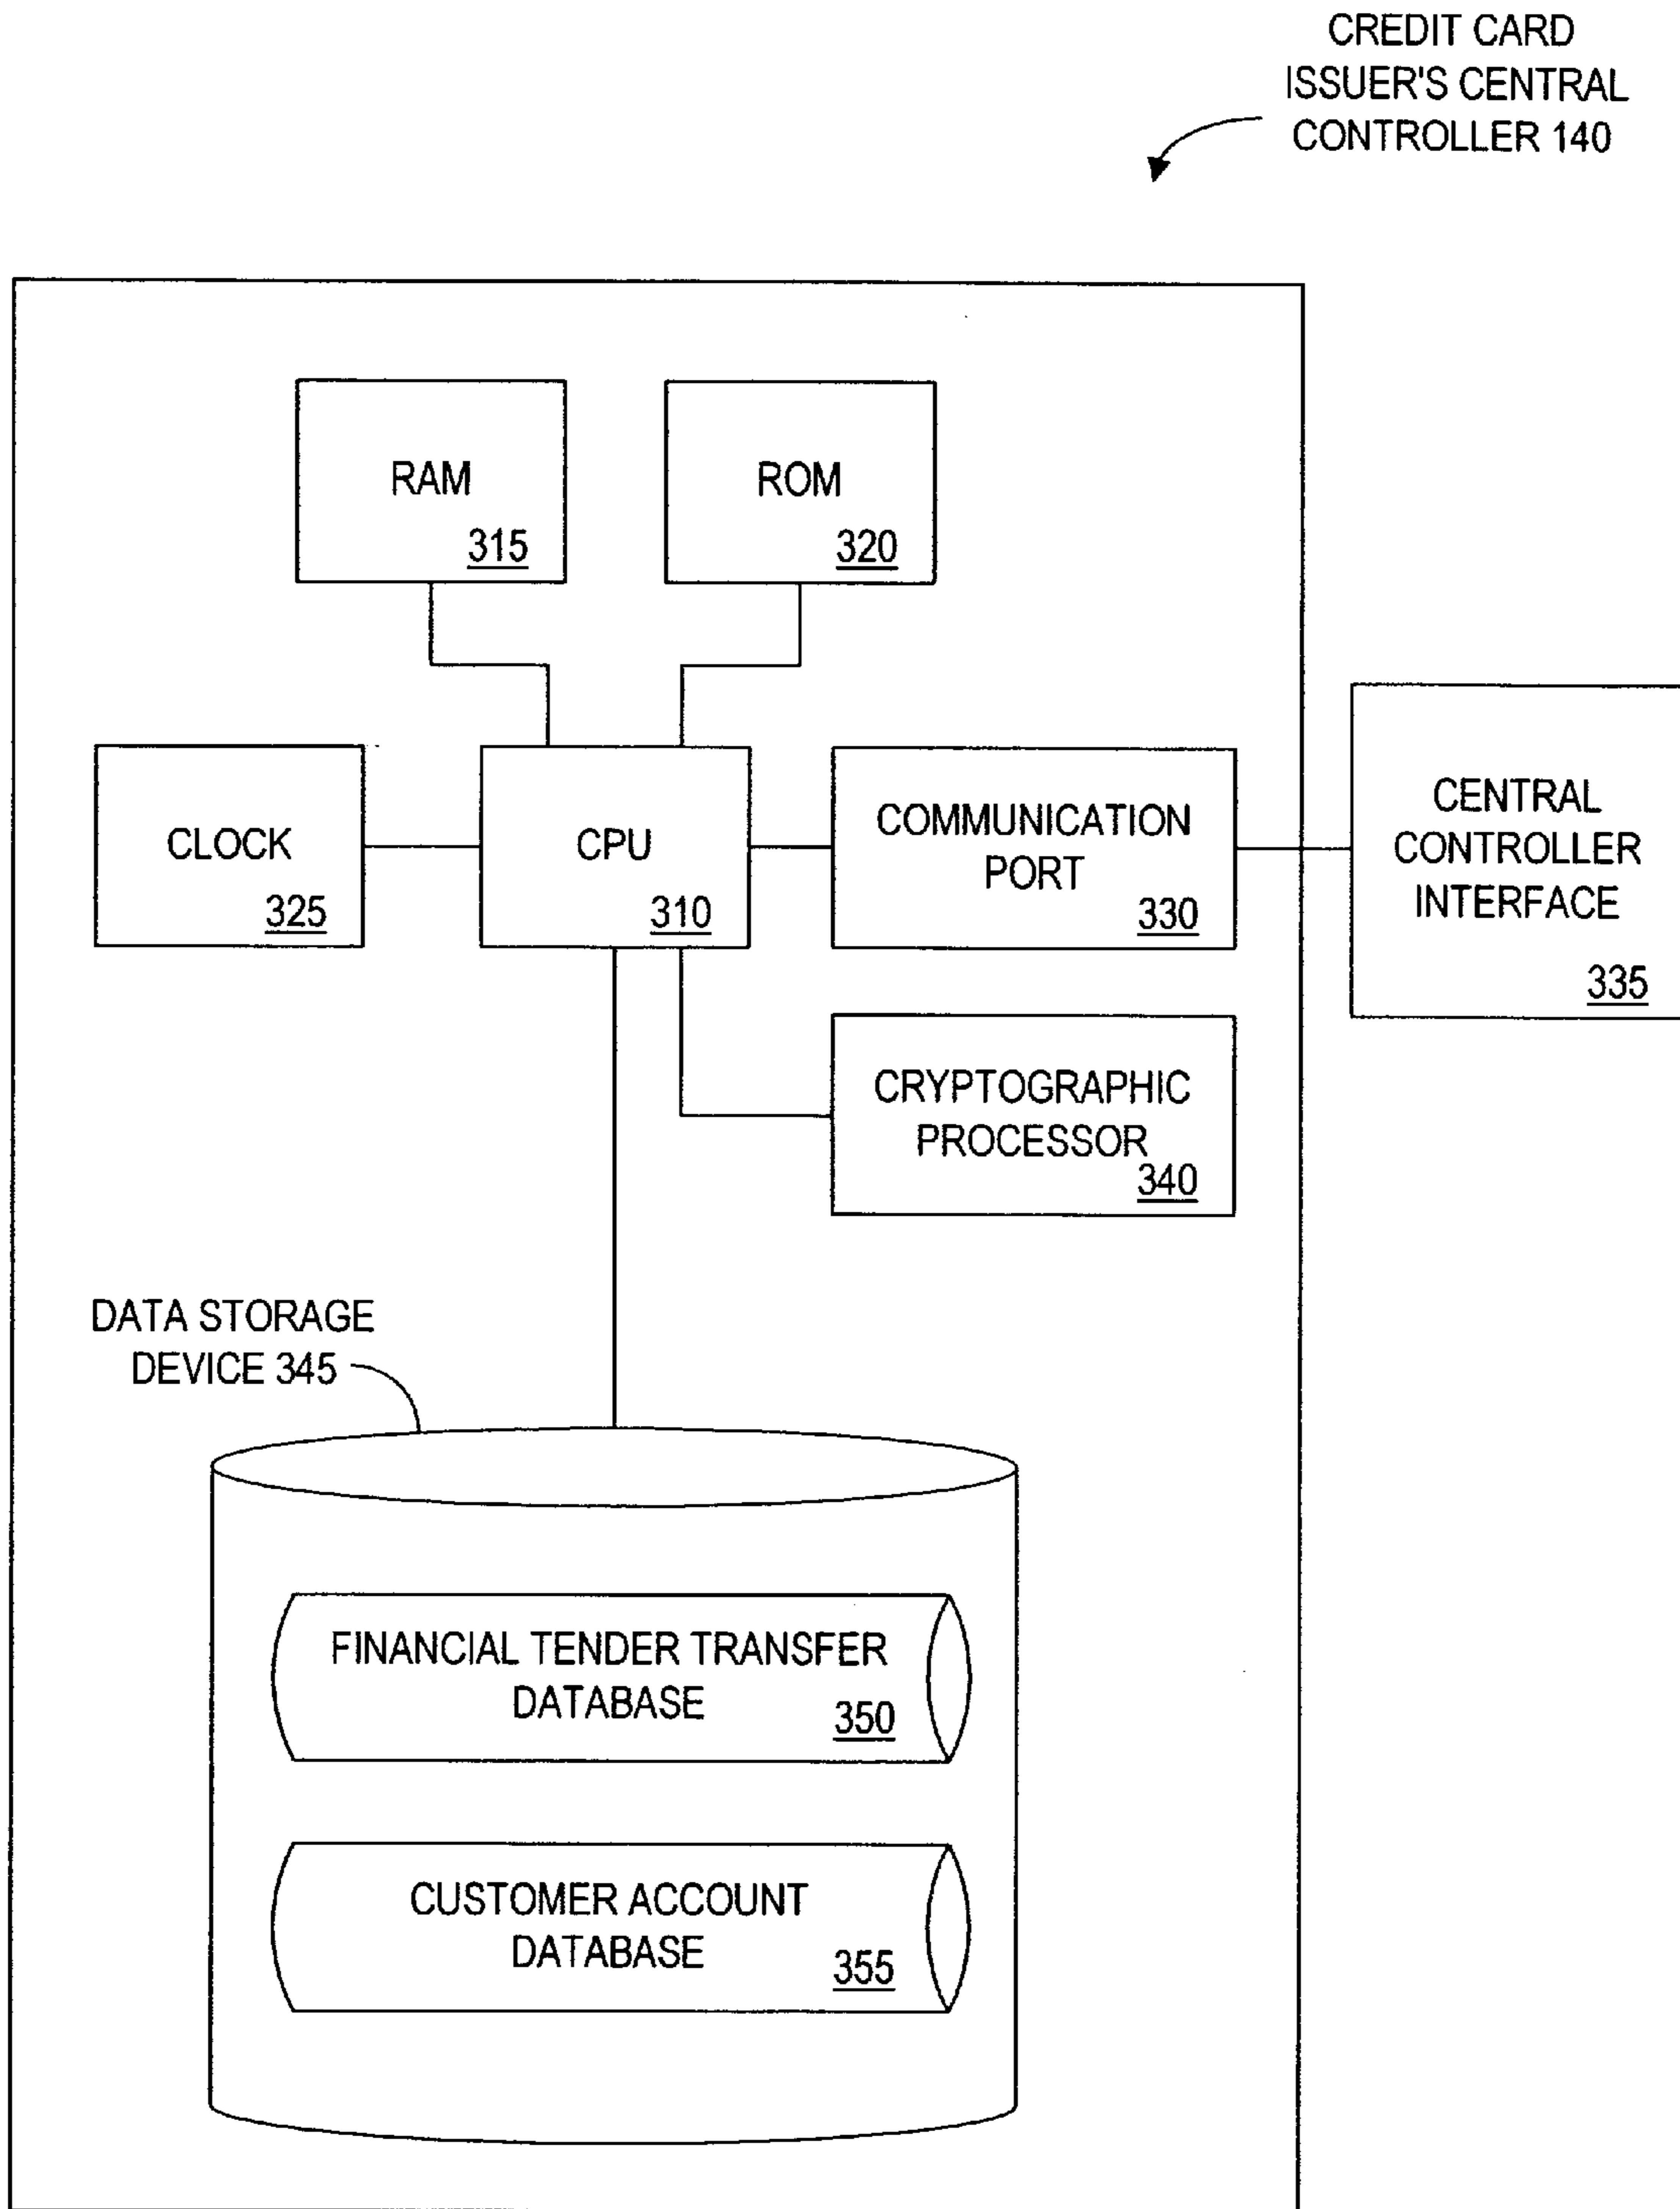 CREDIT CARD
ISSUER'S CENTRAL
CONTROLLER 140
RAM
315
ROM
320
CLOCK
325
CPU
310
COMMUNICATION
PORT
330
CENTRAL
CONTROLLER
INTERFACE
335
CRYPTOGRAPHIC
PROCESSOR
340
DATA STORAGE
DEVICE 345
FINANCIAL TENDER TRANSFER
DATABASE
350
CUSTOMER ACCOUNT
DATABASE
355